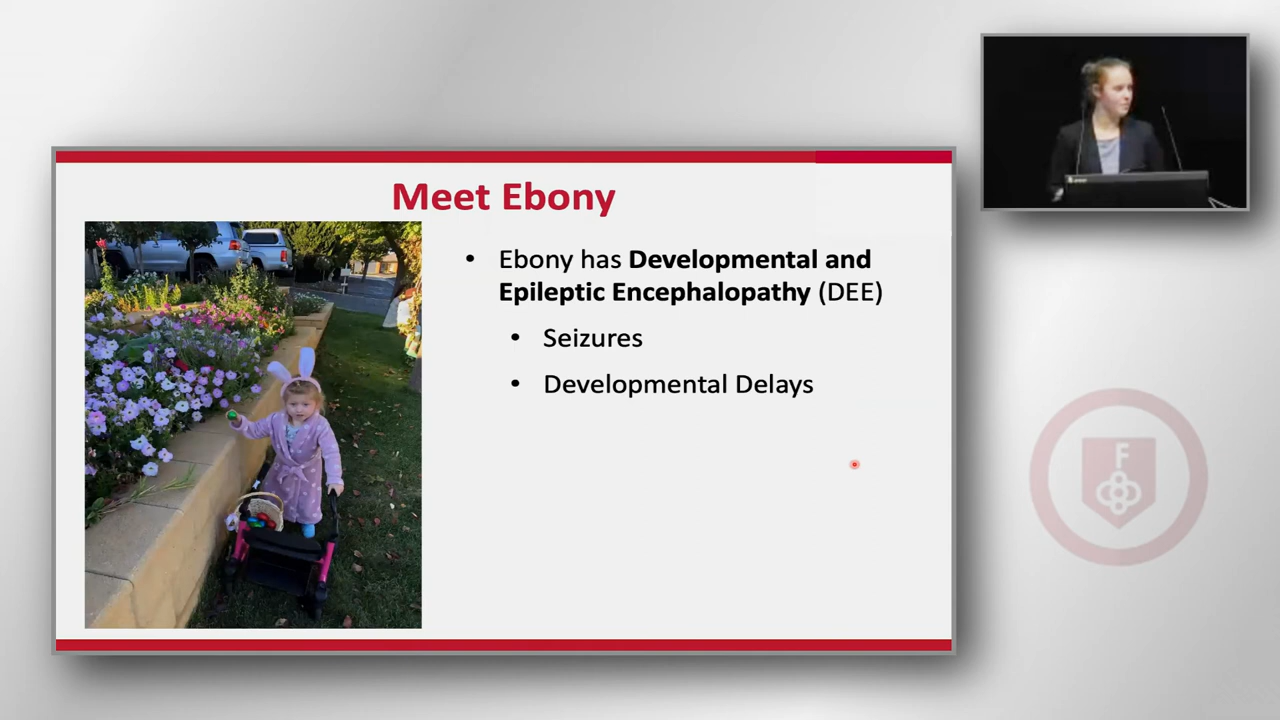 Meet Ebony
• Ebony has Developmental and
Epileptic Encephalopathy (DEE)
• Seizures
• Developmental Delays
F